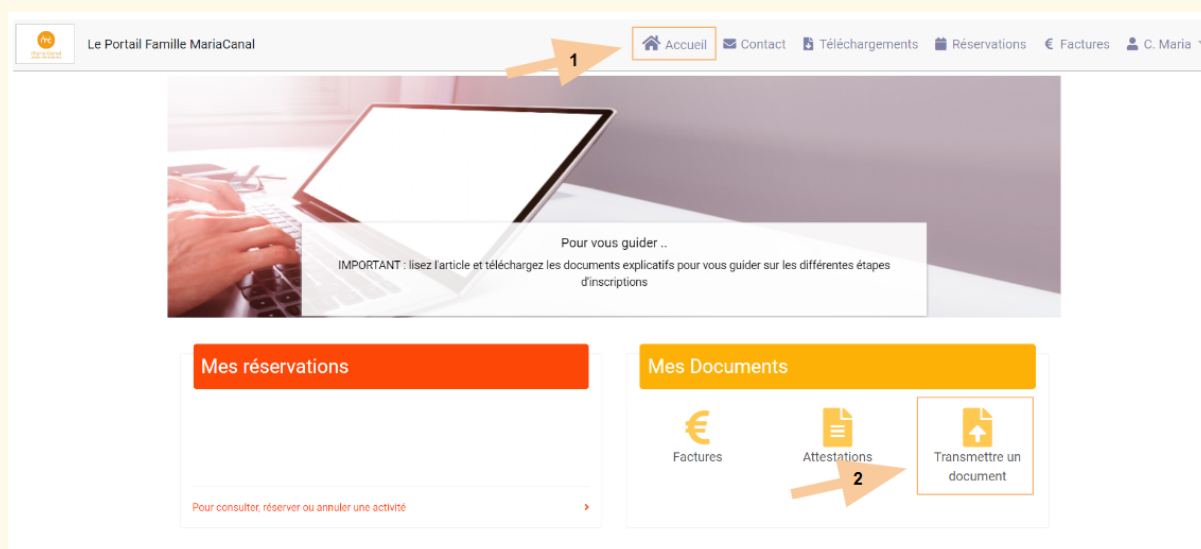 Le Portail Famille MariaCanal
1
Accueil
Contact
Téléchargements
Réservations
€ Factures
C. Maria
Pour vous guider ..
IMPORTANT : lisez l'article et téléchargez les documents explicatifs pour vous guider sur les différentes étapes
d'inscriptions
Mes réservations
Pour consulter, réserver ou annuler une activité
Mes Documents
€
Factures
Attestations
Transmettre un
document
2